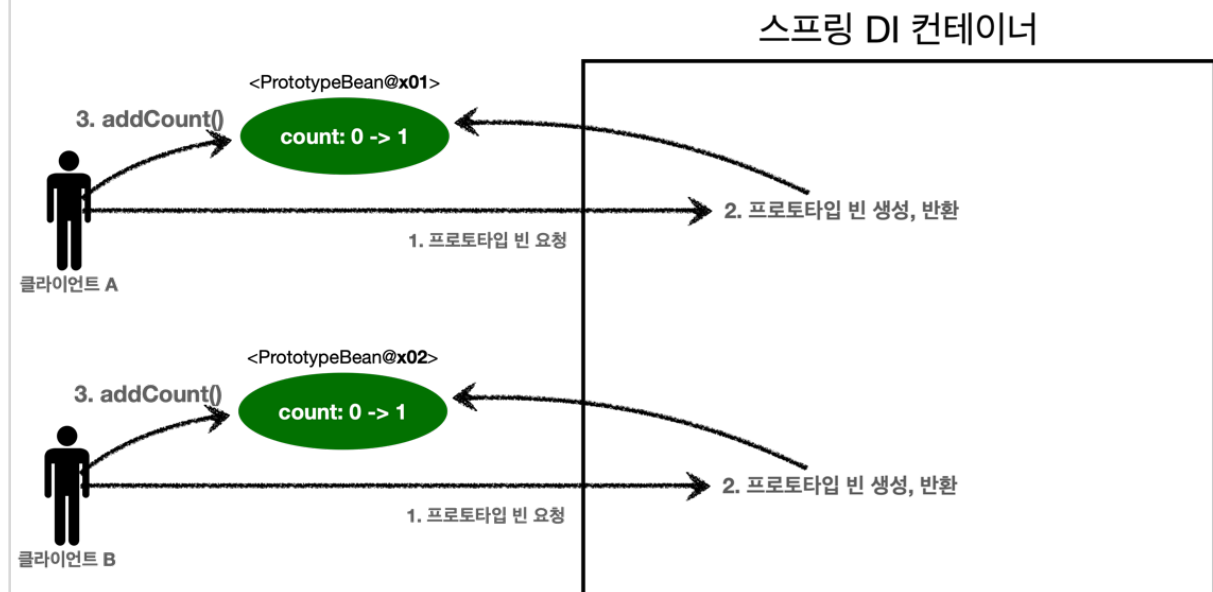 스프링 DI 컨테이너
<PrototypeBean@x01>
3. addCount()
count: 0 -> 1
2. 프로토타입 빈 생성, 반환
1. 프로토타입 빈 요청
클라이언트 A
<PrototypeBean@x02>
3. addCount()
count: 0 -> 1
2. 프로토타입 빈 생성, 반환
1. 프로토타입 빈 요청
클라이언트 B